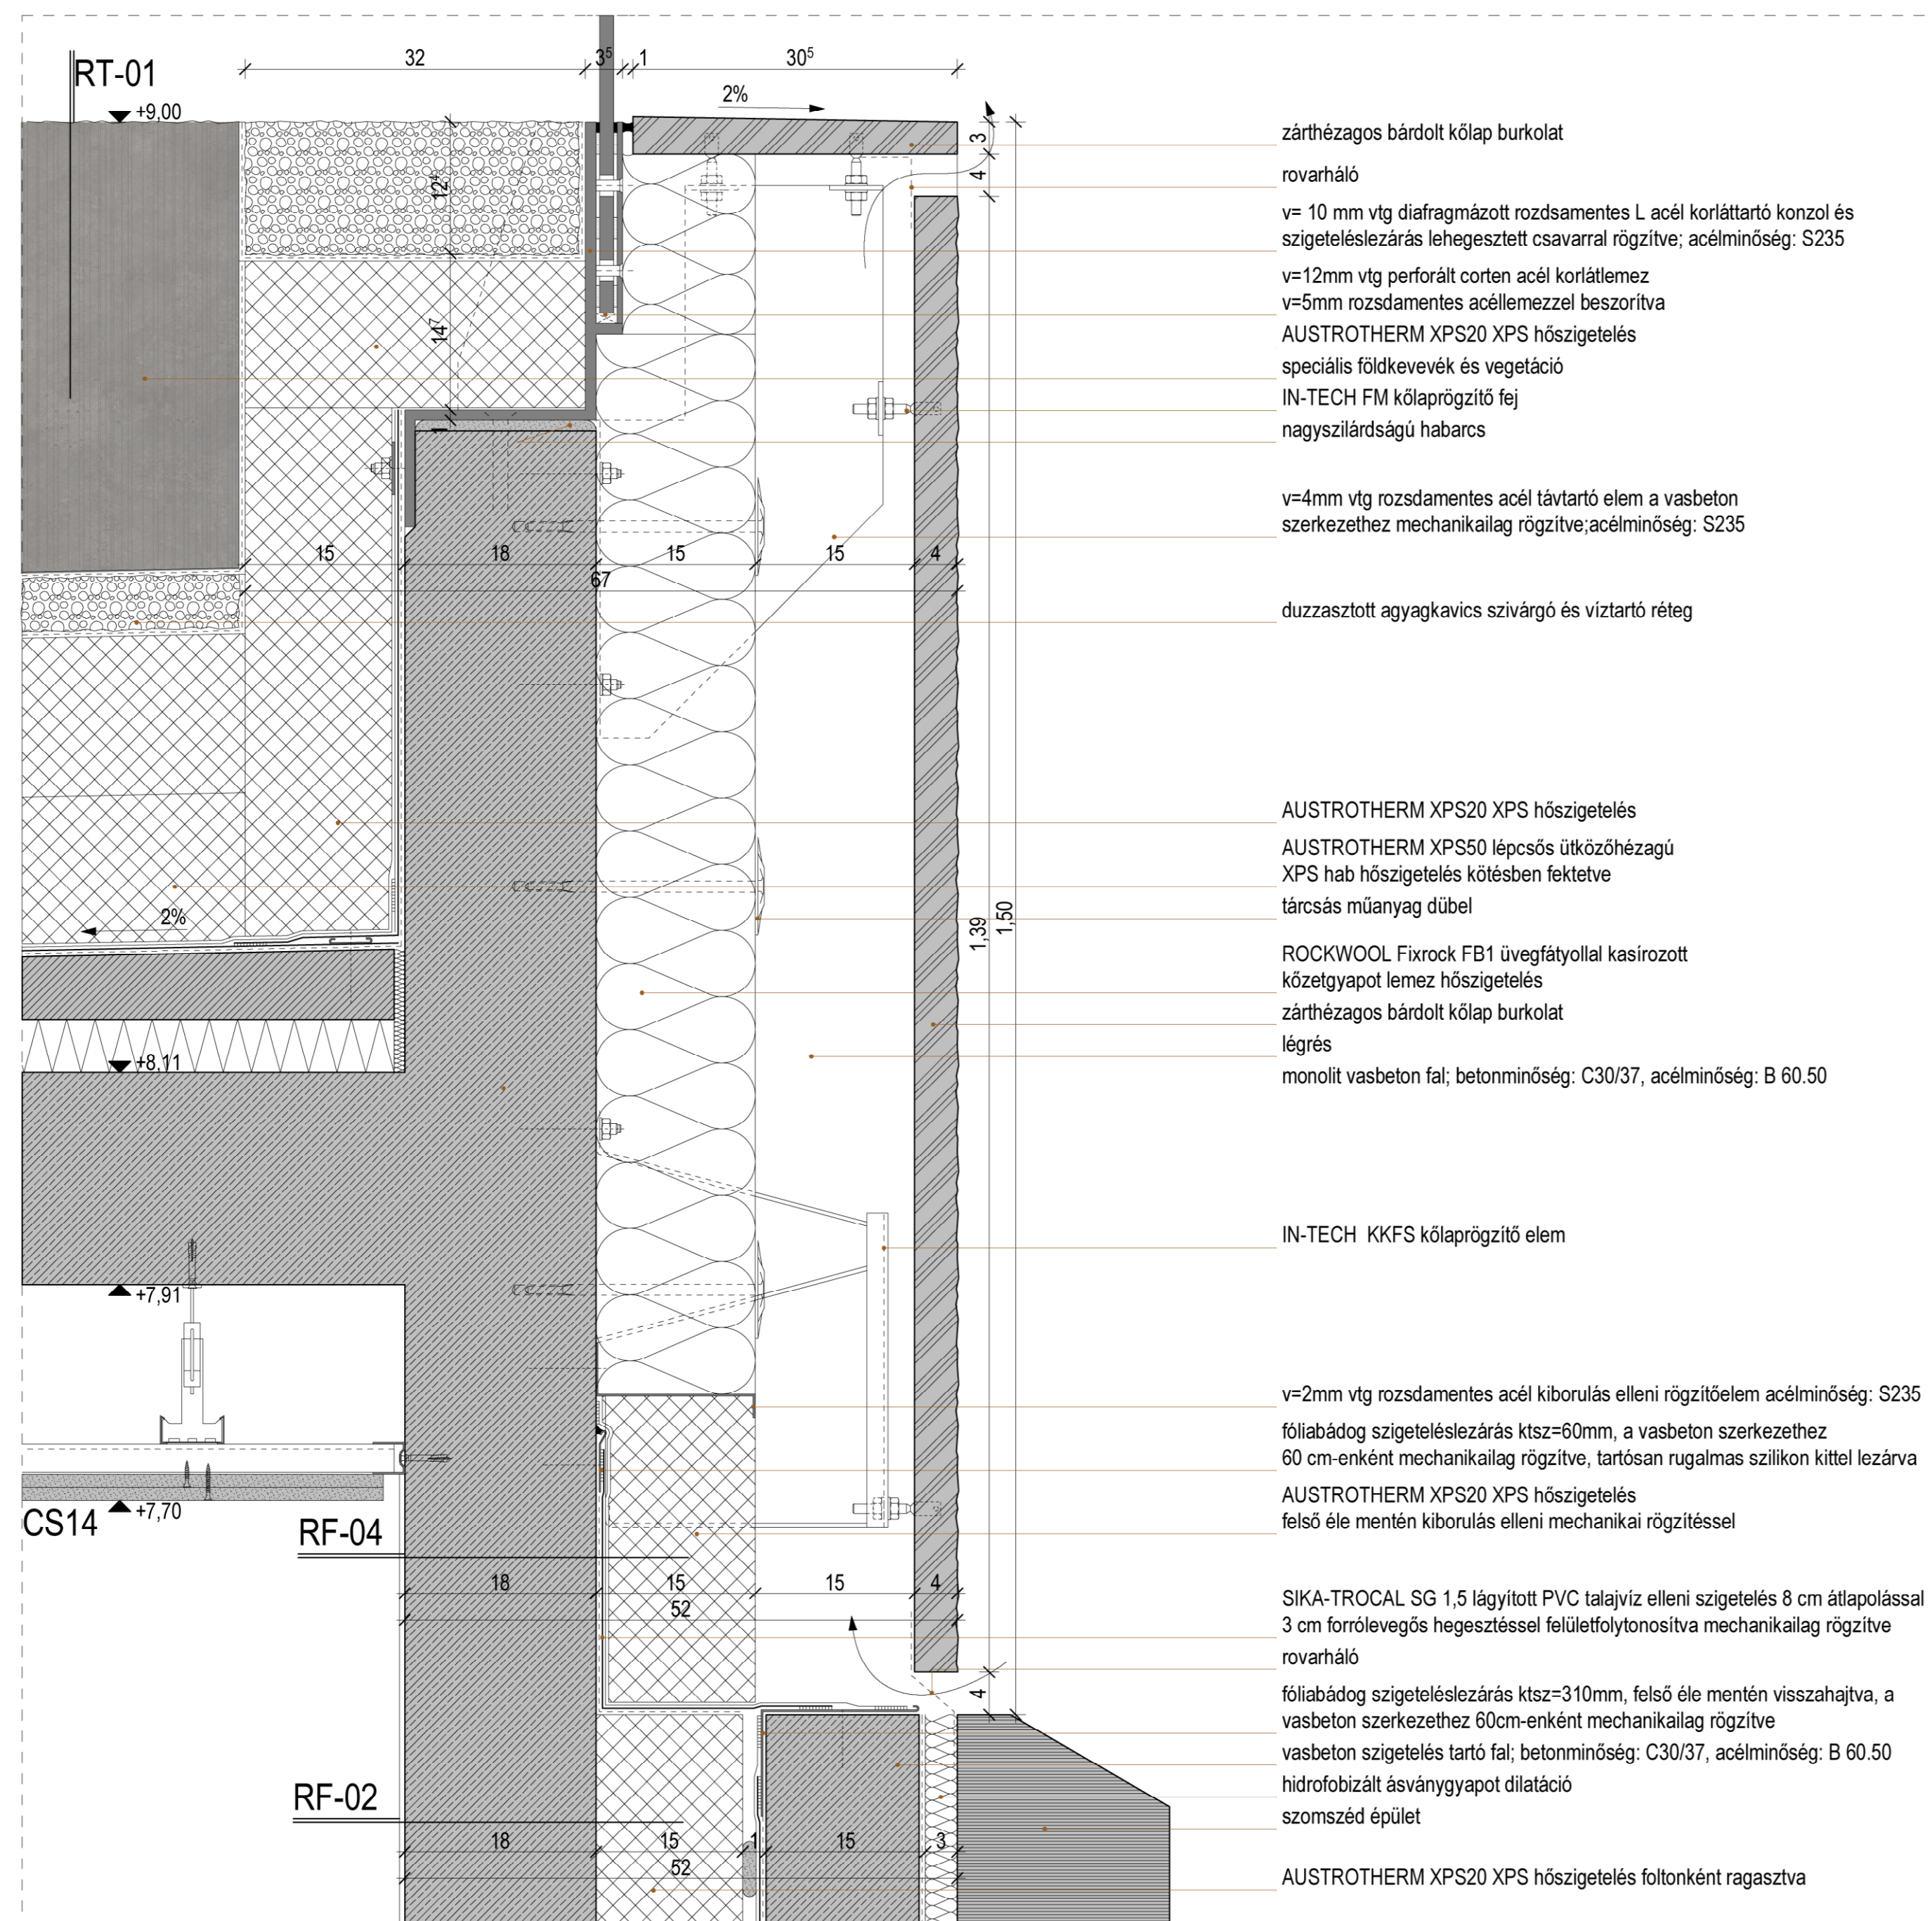 32
3⁵
1
30⁵
RT-01
+9,00
2%
3
4
12⁴
14⁷
1
15
18
15
15
4
67
2%
+8,11
1,39
1,50
+7,91
+7,70
CS14
RF-04
18
15
15
4
52
4
RF-02
18
15
1
15
3
52
zárthézagos bárdolt kőlap burkolat
rovarháló
v= 10 mm vtg diafragmázott rozdsamentes L acél korláttartó konzol és
szigeteléslezárás lehegesztett csavarral rögzítve; acélminőség: S235
v=12mm vtg perforált corten acél korlátlemez
v=5mm rozsdamentes acéllemezzel beszorítva
AUSTROTHERM XPS20 XPS hőszigetelés
speciális földkevevék és vegetáció
IN-TECH FM kőlaprögzítő fej
nagyszilárdságú habarcs
v=4mm vtg rozsdamentes acél távtartó elem a vasbeton
szerkezethez mechanikailag rögzítve;acélminőség: S235
duzzasztott agyagkavics szivárgó és víztartó réteg
AUSTROTHERM XPS20 XPS hőszigetelés
AUSTROTHERM XPS50 lépcsős ütközőhézagú
XPS hab hőszigetelés kötésben fektetve
tárcsás műanyag dübel
ROCKWOOL Fixrock FB1 üvegfátyollal kasírozott
kőzetgyapot lemez hőszigetelés
zárthézagos bárdolt kőlap burkolat
légrés
monolit vasbeton fal; betonminőség: C30/37, acélminőség: B 60.50
IN-TECH  KKFS kőlaprögzítő elem
v=2mm vtg rozsdamentes acél kiborulás elleni rögzítőelem acélminőség: S235
fóliabádog szigeteléslezárás ktsz=60mm, a vasbeton szerkezethez
60 cm-enként mechanikailag rögzítve, tartósan rugalmas szilikon kittel lezárva
AUSTROTHERM XPS20 XPS hőszigetelés
felső éle mentén kiborulás elleni mechanikai rögzítéssel
SIKA-TROCAL SG 1,5 lágyított PVC talajvíz elleni szigetelés 8 cm átlapolással
3 cm forrólevegős hegesztéssel felületfolytonosítva mechanikailag rögzítve
rovarháló
fóliabádog szigeteléslezárás ktsz=310mm, felső éle mentén visszahajtva, a
vasbeton szerkezethez 60cm-enként mechanikailag rögzítve
vasbeton szigetelés tartó fal; betonminőség: C30/37, acélminőség: B 60.50
hidrofobizált ásványgyapot dilatáció
szomszéd épület
AUSTROTHERM XPS20 XPS hőszigetelés foltonként ragasztva